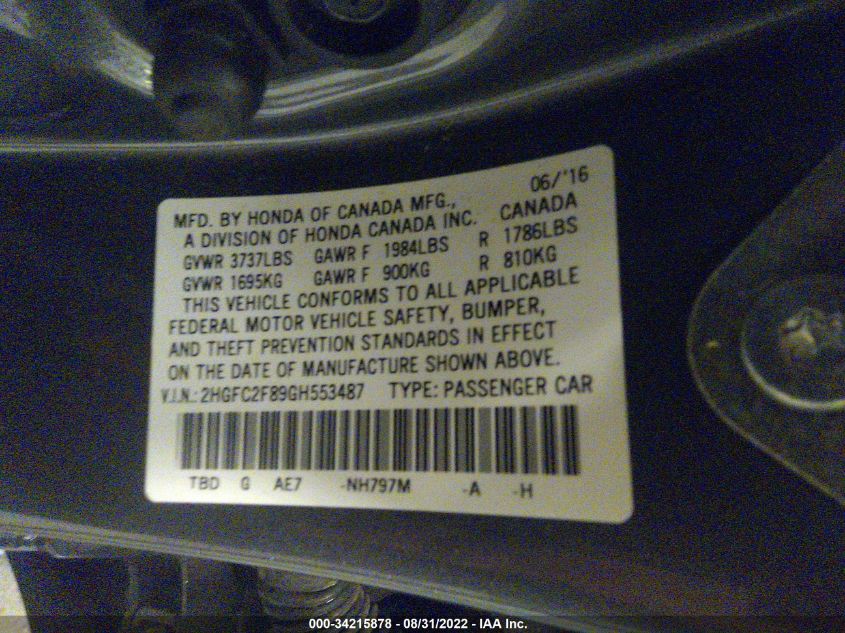 06/'16
MFD. BY HONDA OF CANADA MFG.,
A DIVISION OF HONDA CANADA INC. CANADA
GVWR 3737LBS GAWR F 1984LBS R 1786LBS
GVWR 1695KG GAWR F 900KG R 810KG
THIS VEHICLE CONFORMS TO ALL APPLICABLE
FEDERAL MOTOR VEHICLE SAFETY, BUMPER,
AND THEFT PREVENTION STANDARDS IN EFFECT
ON THE DATE OF MANUFACTURE SHOWN ABOVE.
V.I.N.: 2HGFC2F89GH553487 TYPE: PASSENGER CAR
TBD G AE7 -NH797M -A -H
000-34215878 - 08/31/2022 - IAA Inc.